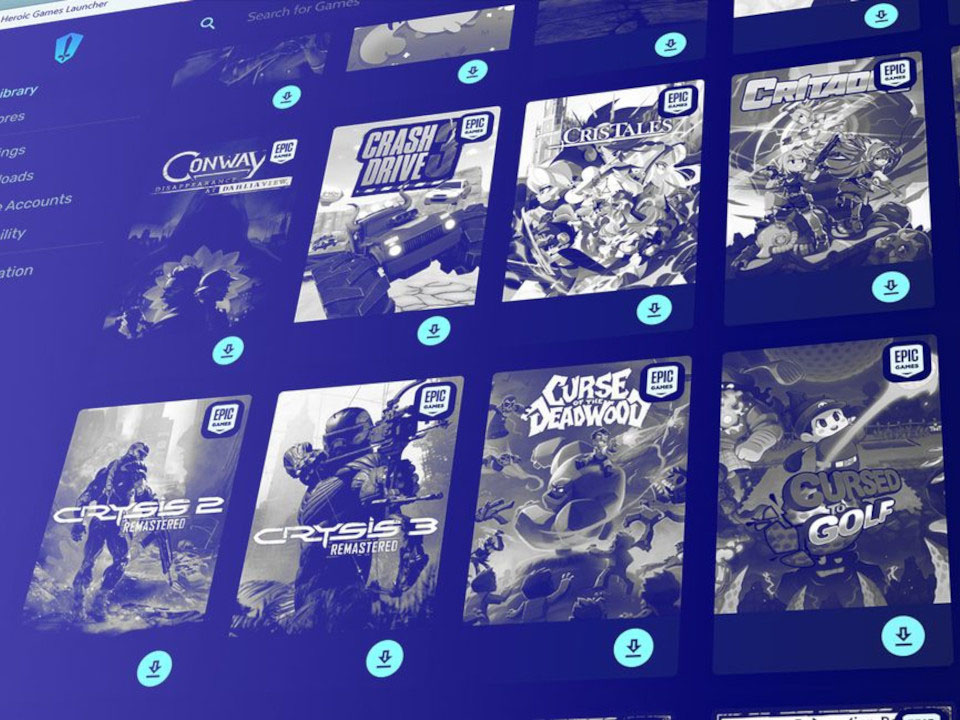 Heroic Games Launcher
Search for Games
ibrary
ores
ings
loads
e Accounts
ility
ation
CONWAY
DISAPPEARANCE
AT DAHLIA VIEW
EPIC
GAMES
CRASH
DRIVE 3
EPIC
GAMES
CRIS TALES
EPIC
GAMES
CRITADEL
EPIC
GAMES
CRYSIS 2
REMASTERED
EPIC
GAMES
CRYSIS 3
REMASTERED
EPIC
GAMES
CURSE
OF THE
DEADWOOD
EPIC
GAMES
CURSED
TO
GOLF
EPIC
GAMES